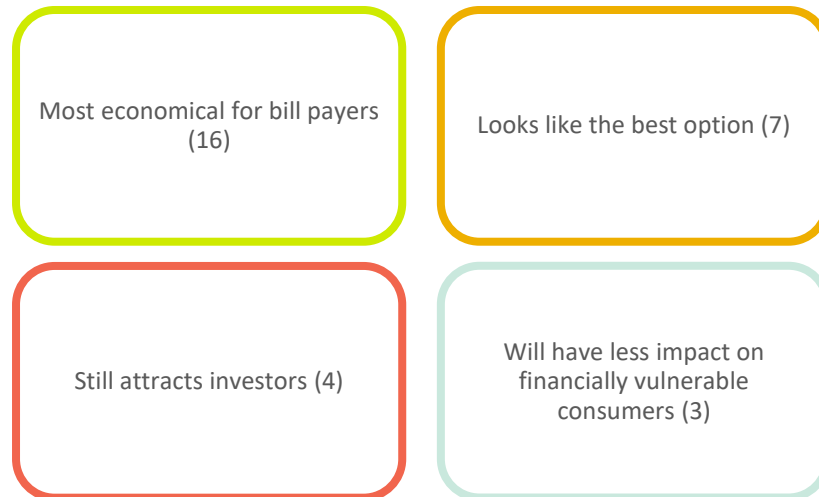 Most economical for bill payers
(16)
Looks like the best option (7)
Still attracts investors (4)
Will have less impact on
financially vulnerable
consumers (3)